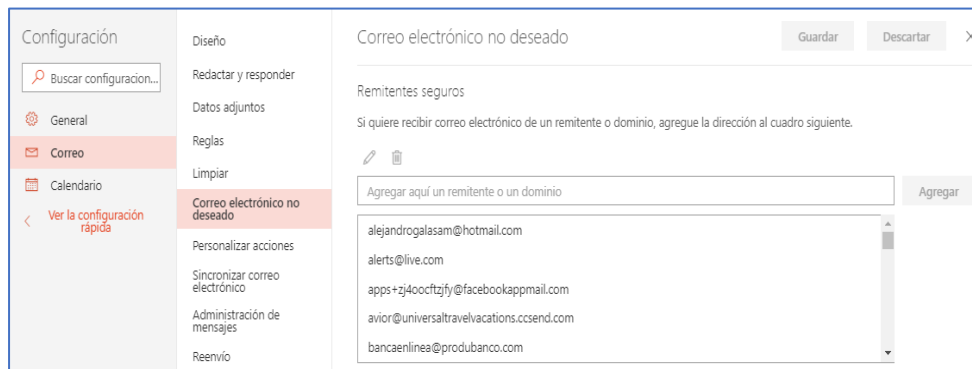 Configuración
Buscar configuracion...
General
Correo
Calendario
Ver la configuración
rápida
Diseño
Redactar y responder
Datos adjuntos
Reglas
Limpiar
Correo electrónico no
deseado
Personalizar acciones
Sincronizar correo
electrónico
Administración de
mensajes
Reenvío
Correo electrónico no deseado
Guardar
Descartar
Remitentes seguros
Si quiere recibir correo electrónico de un remitente o dominio, agregue la dirección al cuadro siguiente.
Agregar aquí un remitente o un dominio
Agregar
alejandrogalasam@hotmail.com
alerts@live.com
apps+zj4oocftzjfy@facebookappmail.com
avior@universaltravelvacations.ccsend.com
bancaenlinea@produbanco.com